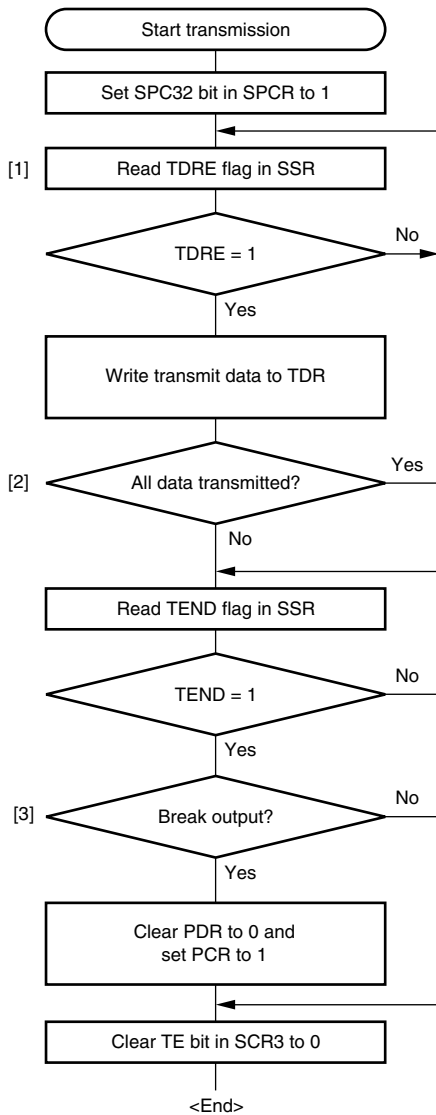 Start transmission
Set SPC32 bit in SPCR to 1
[1]
Read TDRE flag in SSR
No
TDRE = 1
Yes
Write transmit data to TDR
[2]
All data transmitted?
Yes
No
Read TEND flag in SSR
No
TEND = 1
Yes
[3]
Break output?
No
Yes
Clear PDR to 0 and
set PCR to 1
Clear TE bit in SCR3 to 0
<End>